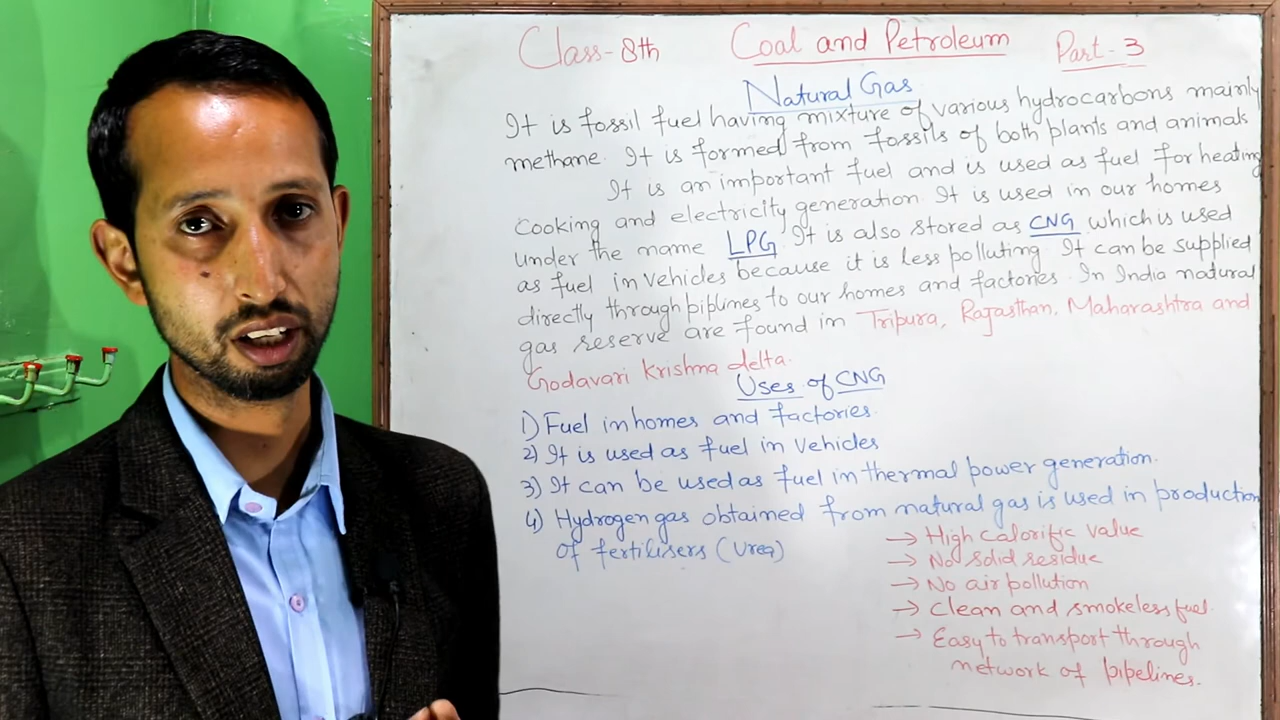 Class-8th Coal and Petroleum Part-3
Natural Gas
It is fossil fuel having mixture of various hydrocarbons mainly
methane. It is formed from fossils of both plants and animals
It is an important fuel and is used as fuel for heating
cooking and electricity generation. It is used in our homes
under the name LPG. It is also stored as CNG which is used
as fuel in vehicles because it is less polluting. It can be supplied
directly through piplines to our homes and factories. In India natural
gas reserve are found in Tripura, Rajasthan, Maharashtra and
Godavari Krishna delta.
Uses of CNG
1) Fuel in homes and factories.
2) It is used as fuel in vehicles
3) It can be used as fuel in thermal power generation.
4) Hydrogen gas obtained from natural gas is used in production
of fertilisers (Urea)
→ High calorific value
→ No solid residue
→ No air pollution
→ Clean and smokeless fuel.
→ Easy to transport through
network of pipelines.